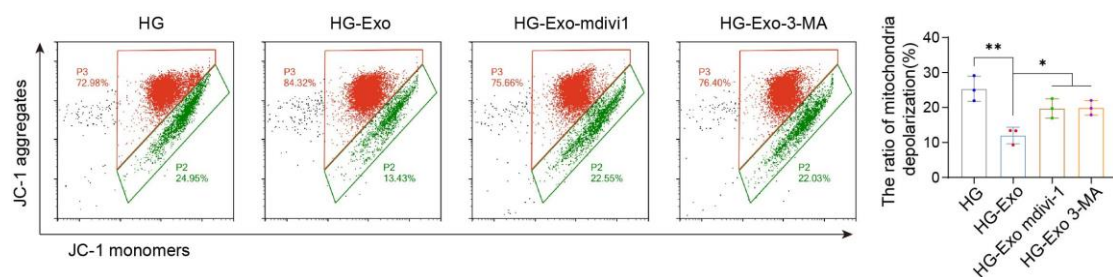 HG
HG-Exo
HG-Exo-mdivi1
HG-Exo-3-MA
JC-1 aggregates
P3
72.98%
P2
24.95%
P3
84.32%
P2
13.43%
P3
75.66%
P2
22.55%
P3
76.40%
P2
22.03%
JC-1 monomers
The ratio of mitochondria
depolarization(%)
40
30
20
10
0
**
*
HG
HG-Exo
HG-Exo mdivi-1
HG-Exo 3-MA